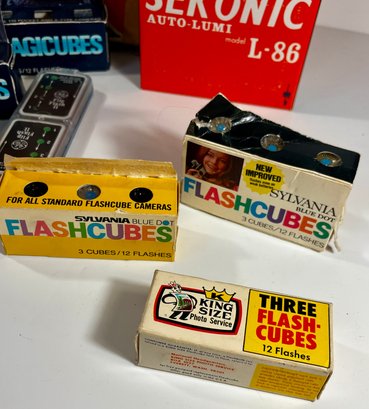 SEKONIC
AUTO-LUMI
model L-86
AGICUBES
12 FLASHES
NEW
IMPROVED
SYLVANIA
BLUE DOT
FLASHCUBES
3 CUBES/12 FLASHES
FOR ALL STANDARD FLASHCUBE CAMERAS
SYLVANIA BLUE DOT
FLASHCUBES
3 CUBES/12 FLASHES
KING
SIZE
Photo Service
THREE
FLASH-
CUBES
12 Flashes